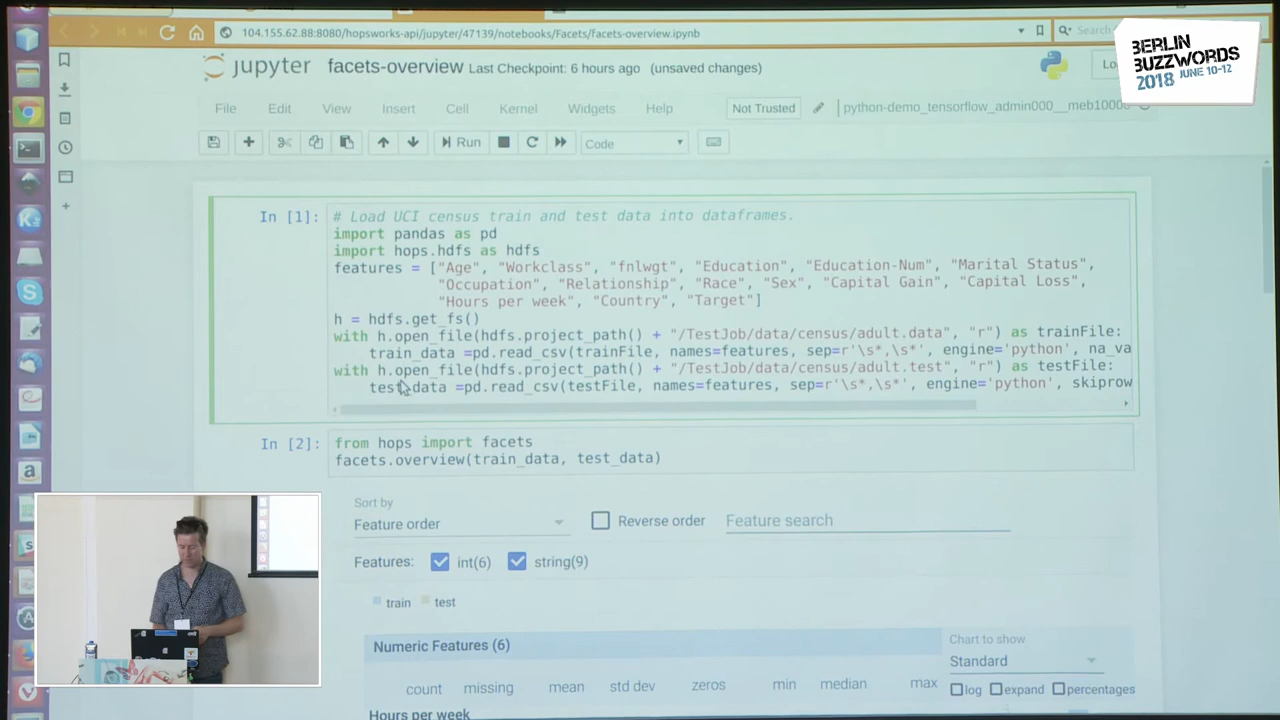 104.155.62.88:8080/hopsworks-api/jupyter/47139/notebooks/Facets/facets-overview.ipynb
Search
BERLIN
BUZZWORDS
2018 JUNE 10-12
jupyter facets-overview Last Checkpoint: 6 hours ago (unsaved changes)
File Edit View Insert Cell Kernel Widgets Help Not Trusted python-demo_tensorflow_admin000__meb1000
Run Code
In [1]: # Load UCI census train and test data into dataframes.
import pandas as pd
import hops.hdfs as hdfs
features = ["Age", "Workclass", "fnlwgt", "Education", "Education-Num", "Marital Status",
"Occupation", "Relationship", "Race", "Sex", "Capital Gain", "Capital Loss",
"Hours per week", "Country", "Target"]
h = hdfs.get_fs()
with h.open_file(hdfs.project_path() + "/TestJob/data/census/adult.data", "r") as trainFile:
train_data =pd.read_csv(trainFile, names=features, sep=r'\s*,\s*', engine='python', na_va
with h.open_file(hdfs.project_path() + "/TestJob/data/census/adult.test", "r") as testFile:
test_data =pd.read_csv(testFile, names=features, sep=r'\s*,\s*', engine='python', skiprow
In [2]: from hops import facets
facets.overview(train_data, test_data)
Sort by
Feature order Reverse order Feature search
Features: int(6) string(9)
train test
Numeric Features (6)
Chart to show
Standard
count missing mean std dev zeros min median max
log expand percentages
Hours per week